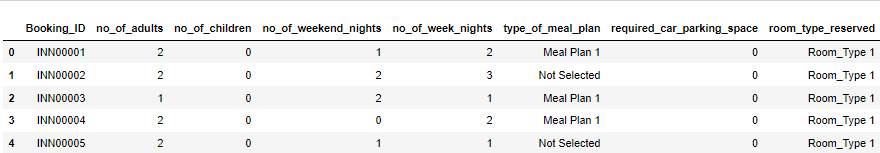 Booking_ID no_of_adults no_of_children no_of_weekend_nights no_of_week_nights type_of_meal_plan required_car_parking_space room_type_reserved
0 INN00001 2 0 1 2 Meal Plan 1 0 Room_Type 1
1 INN00002 2 0 2 3 Not Selected 0 Room_Type 1
2 INN00003 1 0 2 1 Meal Plan 1 0 Room_Type 1
3 INN00004 2 0 0 2 Meal Plan 1 0 Room_Type 1
4 INN00005 2 0 1 1 Not Selected 0 Room_Type 1